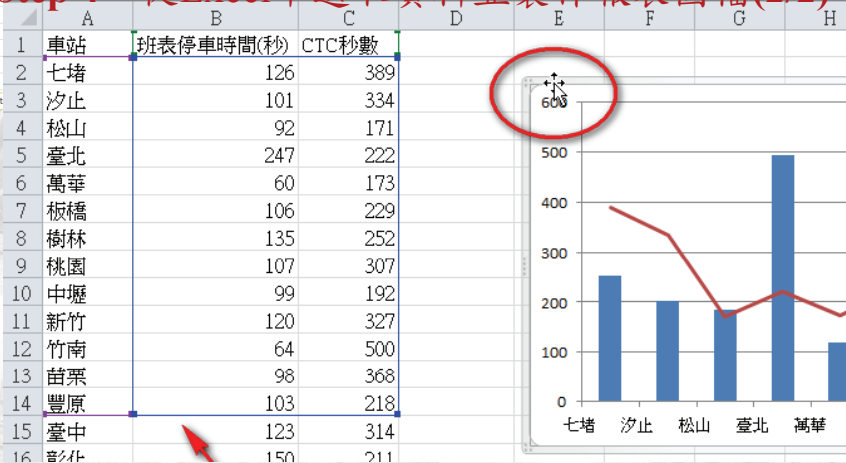 A B C D E F G H
1 車站 班表停車時間(秒) CTC秒數
2 七堵 126 389
3 汐止 101 334
4 松山 92 171
5 臺北 247 222
6 萬華 60 173
7 板橋 106 229
8 樹林 135 252
9 桃園 107 307
10 中壢 99 192
11 新竹 120 327
12 竹南 64 500
13 苗栗 98 368
14 豐原 103 218
15 臺中 123 314
16 彰化 150 211
600
500
400
300
200
100
0
七堵 汐止 松山 臺北 萬華